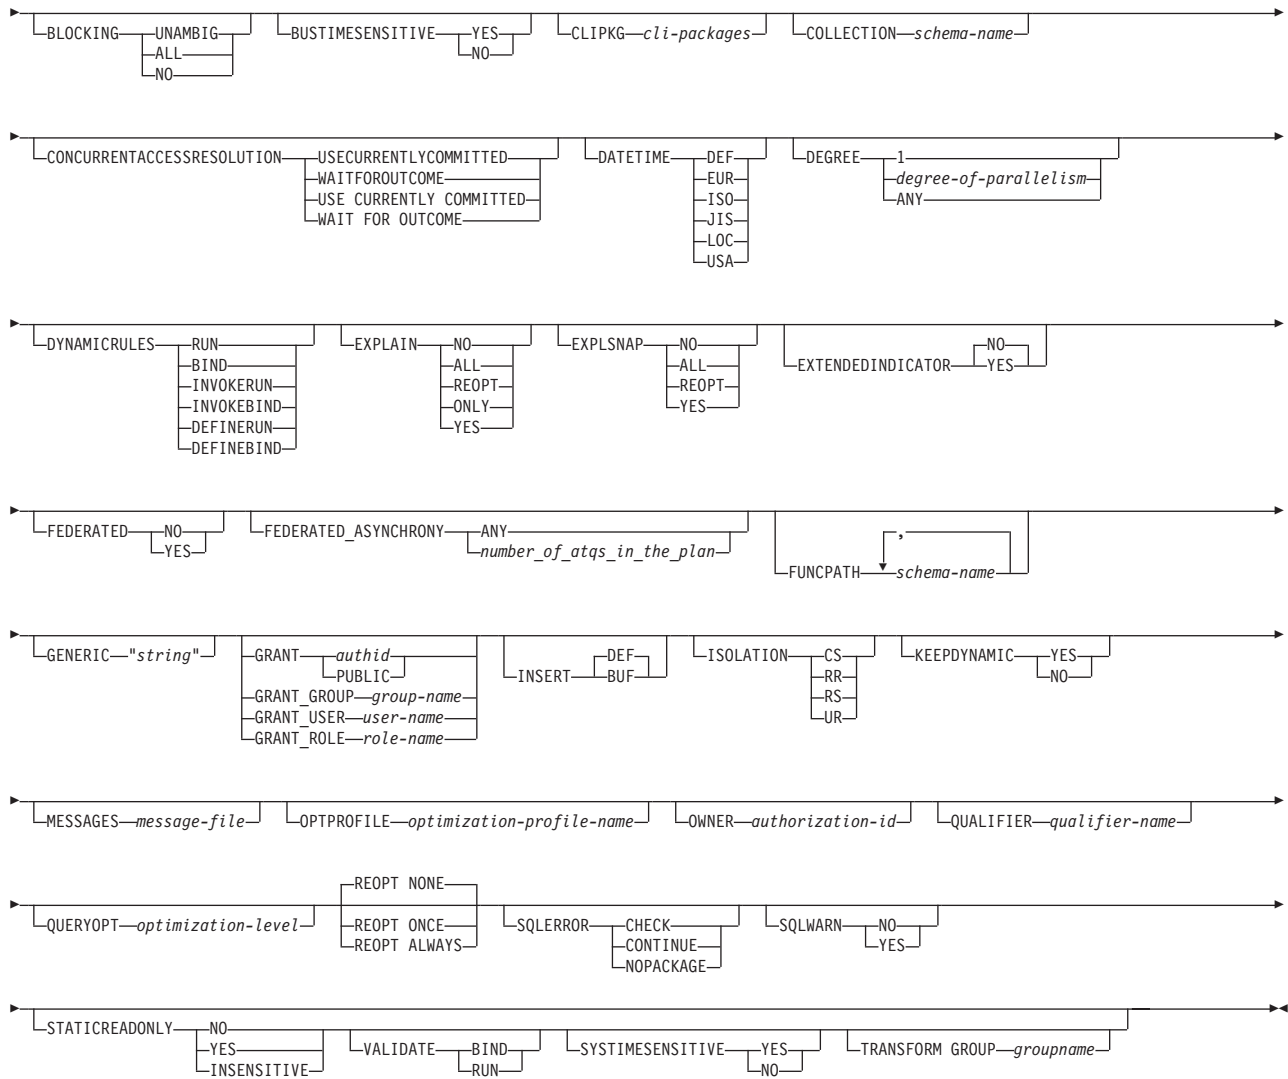 BLOCKING UNAMBIG BUSTIMESENSITIVE YES CLIPKG cli-packages COLLECTION schema-name
ALL NO
NO
CONCURRENTACCESSRESOLUTION USECURRENTLYCOMMITTED DATETIME DEF DEGREE 1
WAITFOROUTCOME EUR degree-of-parallelism
USE CURRENTLY COMMITTED ISO ANY
WAIT FOR OUTCOME JIS
LOC
USA
DYNAMICRULES RUN EXPLAIN NO EXPLSNAP NO NO
BIND ALL ALL EXTENDEDINDICATOR YES
INVOKERUN REOPT REOPT
INVOKEBIND ONLY YES
DEFINERUN YES
DEFINEBIND
FEDERATED NO FEDERATED_ASYNCHRONY ANY ,
YES number_of_atqs_in_the_plan
FUNCPATH schema-name
GENERIC "string" GRANT authid DEF ISOLATION CS KEEPDYNAMIC YES
PUBLIC INSERT BUF RR NO
GRANT_GROUP group-name RS
GRANT_USER user-name UR
GRANT_ROLE role-name
MESSAGES message-file OPTPROFILE optimization-profile-name OWNER authorization-id QUALIFIER qualifier-name
REOPT NONE
QUERYOPT optimization-level REOPT ONCE SQLERROR CHECK SQLWARN NO
REOPT ALWAYS CONTINUE YES
NOPACKAGE
STATICREADONLY NO
YES VALIDATE BIND SYSTIMESENSITIVE YES TRANSFORM GROUP groupname
INSENSITIVE RUN NO